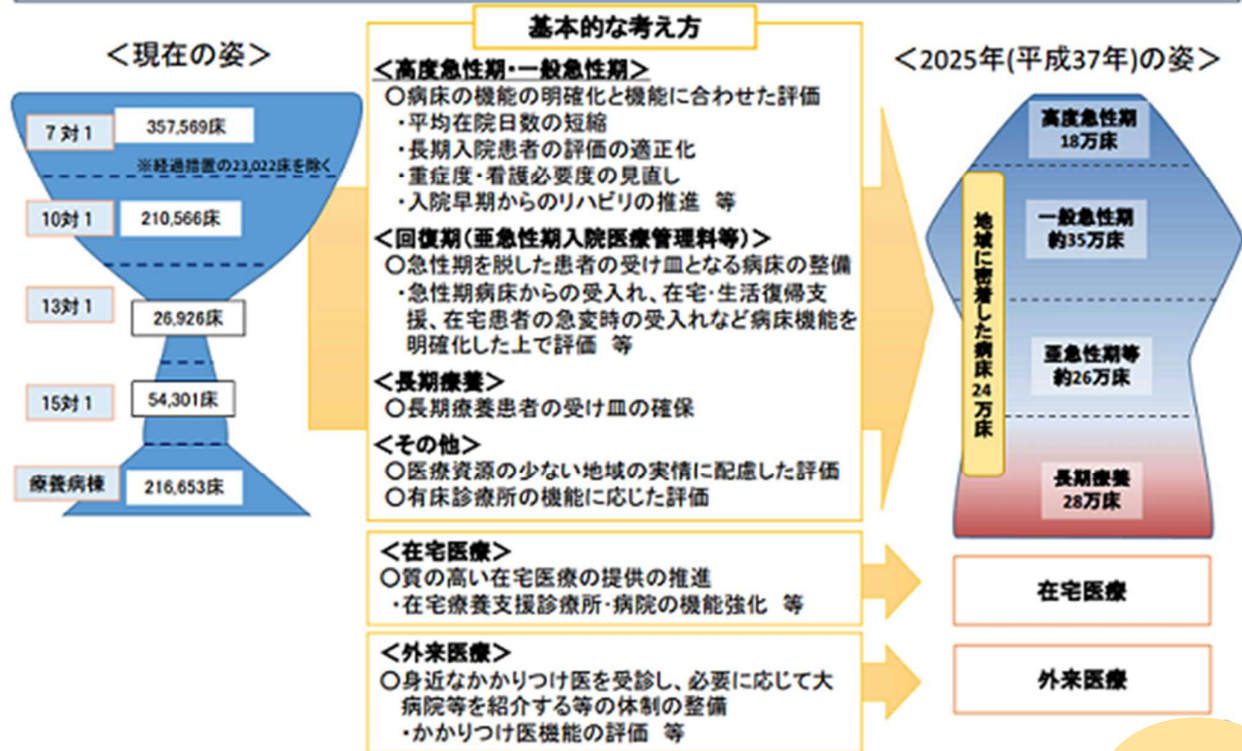 基本的な考え方
＜現在の姿＞
7対1
357,569床
※経過措置の23,022床を除く
10対1
210,566床
13対1
26,926床
15対1
54,301床
療養病棟
216,653床
＜高度急性期・一般急性期＞
○病床の機能の明確化と機能に合わせた評価
・平均在院日数の短縮
・長期入院患者の評価の適正化
・重症度・看護必要度の見直し
・入院早期からのリハビリの推進 等
＜回復期(亜急性期入院医療管理料等)＞
○急性期を脱した患者の受け皿となる病床の整備
・急性期病床からの受入れ、在宅・生活復帰支
援、在宅患者の急変時の受入れなど病床機能を
明確化した上で評価 等
＜長期療養＞
○長期療養患者の受け皿の確保
＜その他＞
○医療資源の少ない地域の実情に配慮した評価
○有床診療所の機能に応じた評価
＜在宅医療＞
○質の高い在宅医療の提供の推進
・在宅療養支援診療所・病院の機能強化 等
＜外来医療＞
○身近なかかりつけ医を受診し、必要に応じて大
病院等を紹介する等の体制の整備
・かかりつけ医機能の評価 等
＜2025年(平成37年)の姿＞
高度急性期
18万床
一般急性期
約35万床
亜急性期等
約26万床
長期療養
28万床
地域に密着した病床24万床
在宅医療
外来医療